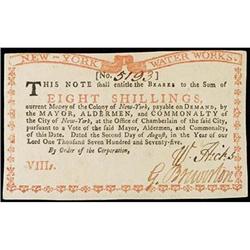 NEW-YORK WATER WORKS.
[No. 5193]
THIS NOTE shall entitle the BEARER to the Sum of
EIGHT SHILLINGS,
current Money of the Colony of New-York, payable on DEMAND, by
the MAYOR, ALDERMEN, and COMMONALTY of the
City of New-York, at the Office of Chamberlain of the said City,
pursuant to a Vote of the said Mayor, Aldermen, and Commonalty,
of this Date. Dated the Second Day of August, in the Year of our
Lord One Thousand Seven Hundred and Seventy-five.
By Order of the Corporation,
VIIIs.
Wh. Hicks
G. Brewerton